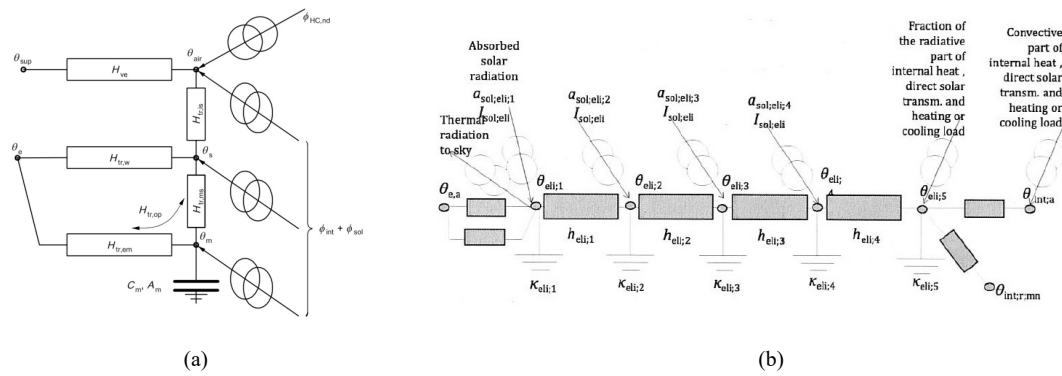 ϕHC,nd
θair
θsup
Hve
Htr,is
θe
θs
Htr,w
Htr,ms
Htr,op
ϕint + ϕsol
θm
Htr,em
Cm, Am
(a)
Absorbed
solar
radiation
asol;eli;1
Isol;eli
Thermal
radiation
to sky
asol;eli;2
Isol;eli
asol;eli;3
Isol;eli
asol;eli;4
Isol;eli
Fraction of
the radiative
part of
internal heat ,
direct solar
transm. and
heating or
cooling load
Convective
part of
internal heat ,
direct solar
transm. and
heating or
cooling load
θe,a
θeli;1
θeli;2
θeli;3
θeli;
θeli;5
θint;a
heli;1
heli;2
heli;3
heli;4
κeli;1
κeli;2
κeli;3
κeli;4
κeli;5
θint;r;mn
(b)